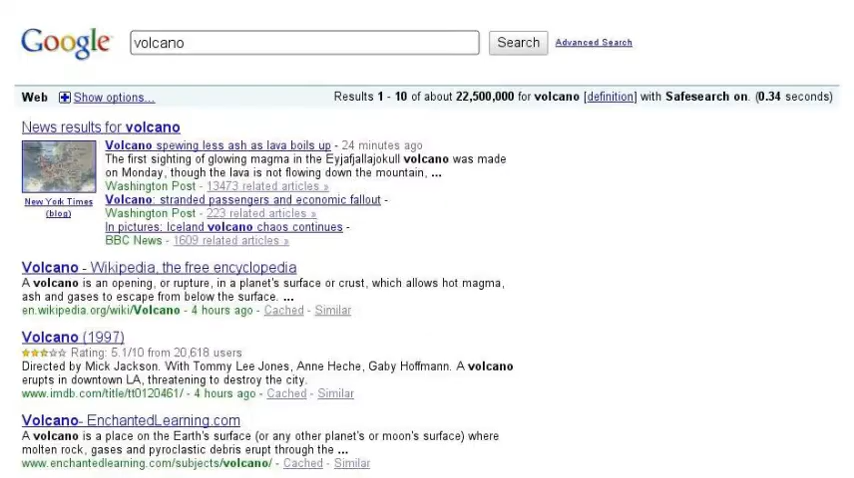 Google volcano Search Advanced Search
Web Show options... Results 1 - 10 of about 22,500,000 for volcano [definition] with Safesearch on. (0.34 seconds)
News results for volcano
Volcano spewing less ash as lava boils up - 24 minutes ago
The first sighting of glowing magma in the Eyjafjallajokull volcano was made
on Monday, though the lava is not flowing down the mountain, ...
Washington Post - 13473 related articles »
New York Times
(blog)
Volcano: stranded passengers and economic fallout -
Washington Post - 223 related articles »
In pictures: Iceland volcano chaos continues -
BBC News - 1609 related articles »
Volcano - Wikipedia, the free encyclopedia
A volcano is an opening, or rupture, in a planet's surface or crust, which allows hot magma,
ash and gases to escape from below the surface. ...
en.wikipedia.org/wiki/Volcano - 4 hours ago - Cached - Similar
Volcano (1997)
Rating: 5.1/10 from 20,618 users
Directed by Mick Jackson. With Tommy Lee Jones, Anne Heche, Gaby Hoffmann. A volcano
erupts in downtown LA, threatening to destroy the city.
www.imdb.com/title/tt0120461/ - 4 hours ago - Cached - Similar
Volcano- EnchantedLearning.com
A volcano is a place on the Earth's surface (or any other planet's or moon's surface) where
molten rock, gases and pyroclastic debris erupt through the ...
www.enchantedlearning.com/subjects/volcano/ - Cached - Similar